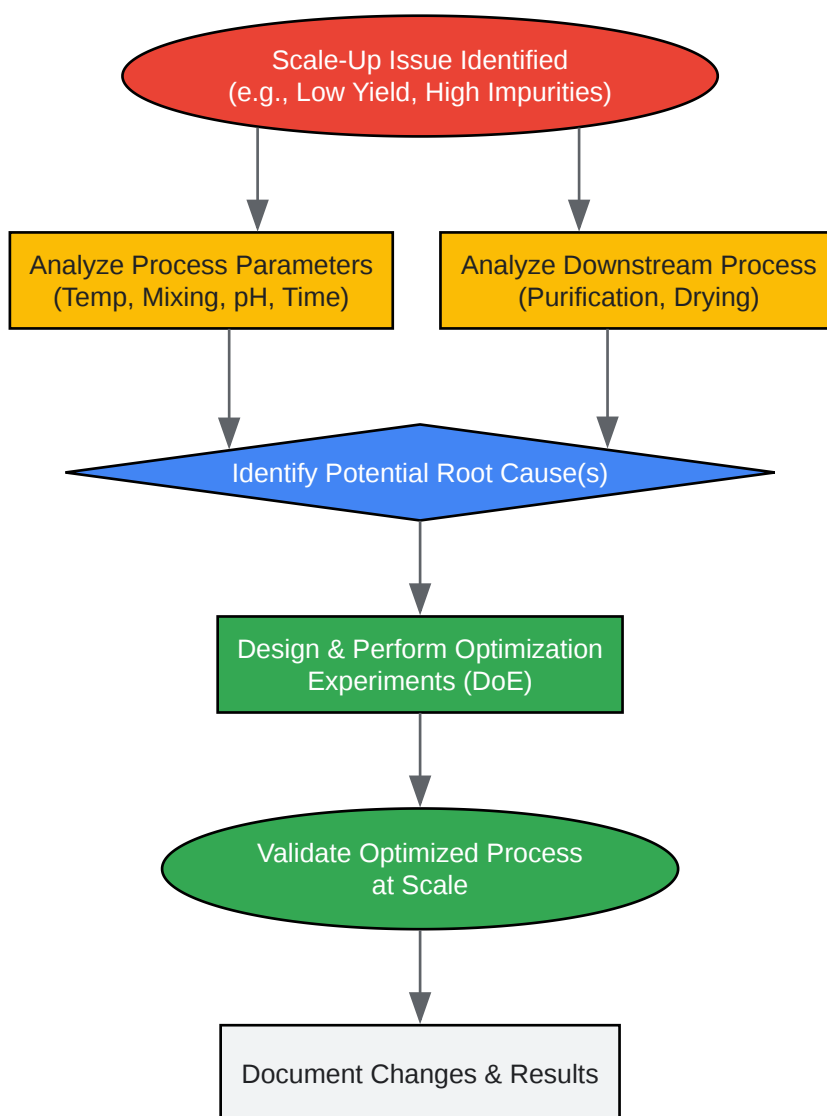 Scale-Up Issue Identified
(e.g., Low Yield, High Impurities)
Analyze Process Parameters
(Temp, Mixing, pH, Time)
Analyze Downstream Process
(Purification, Drying)
Identify Potential Root Cause(s)
Design & Perform Optimization
Experiments (DoE)
Validate Optimized Process
at Scale
Document Changes & Results